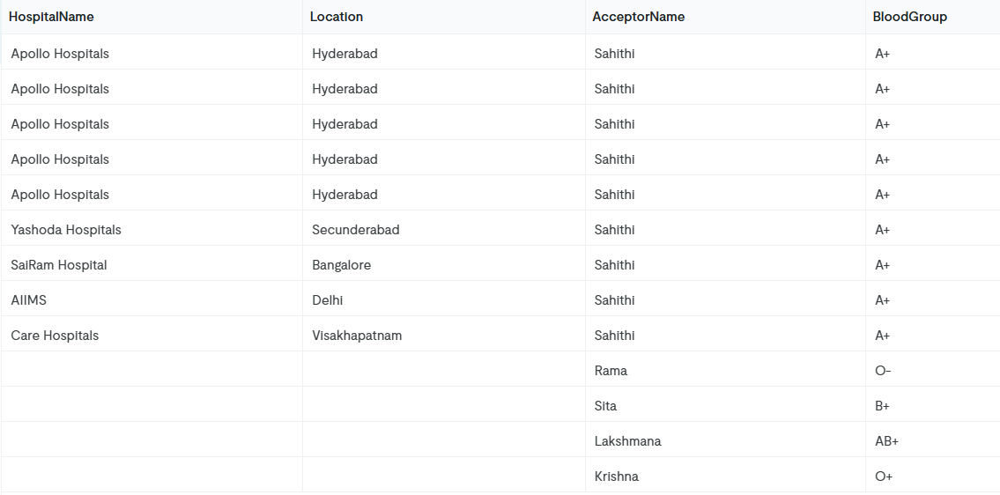 HospitalName Location AcceptorName BloodGroup
Apollo Hospitals Hyderabad Sahithi A+
Apollo Hospitals Hyderabad Sahithi A+
Apollo Hospitals Hyderabad Sahithi A+
Apollo Hospitals Hyderabad Sahithi A+
Apollo Hospitals Hyderabad Sahithi A+
Yashoda Hospitals Secunderabad Sahithi A+
SaiRam Hospital Bangalore Sahithi A+
AIIMS Delhi Sahithi A+
Care Hospitals Visakhapatnam Sahithi A+
Rama O-
Sita B+
Lakshmana AB+
Krishna O+